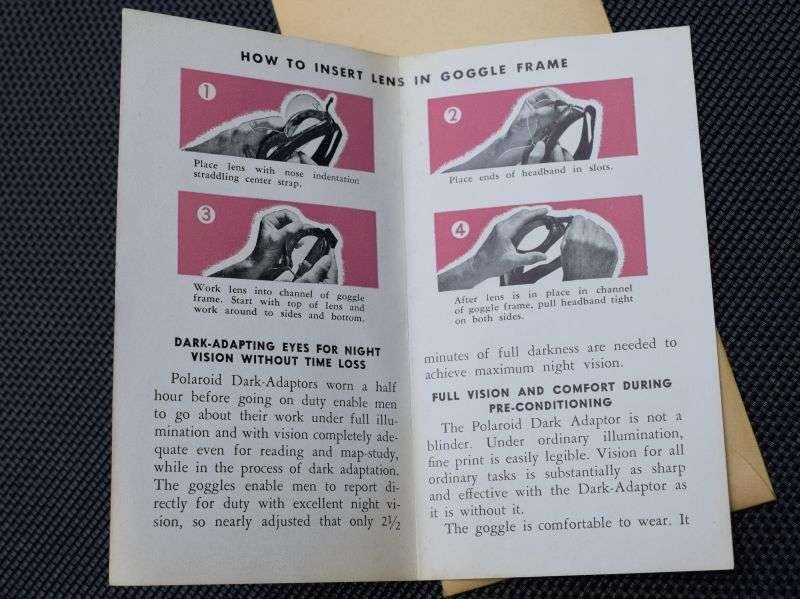 HOW TO INSERT LENS IN GOGGLE FRAME
1
Place lens with nose indentation
straddling center strap.
2
Place ends of headband in slots.
3
Work lens into channel of goggle
frame. Start with top of lens and
work around to sides and bottom.
4
After lens is in place in channel
of goggle frame, pull headband tight
on both sides.
DARK-ADAPTING EYES FOR NIGHT
VISION WITHOUT TIME LOSS
Polaroid Dark-Adaptors worn a half
hour before going on duty enable men
to go about their work under full illu-
mination and with vision completely ade-
quate even for reading and map-study,
while in the process of dark adaptation.
The goggles enable men to report di-
rectly for duty with excellent night vi-
sion, so nearly adjusted that only 2½
minutes of full darkness are needed to
achieve maximum night vision.
FULL VISION AND COMFORT DURING
PRE-CONDITIONING
The Polaroid Dark Adaptor is not a
blinder. Under ordinary illumination,
fine print is easily legible. Vision for all
ordinary tasks is substantially as sharp
and effective with the Dark-Adaptor as
it is without it.
The goggle is comfortable to wear. It